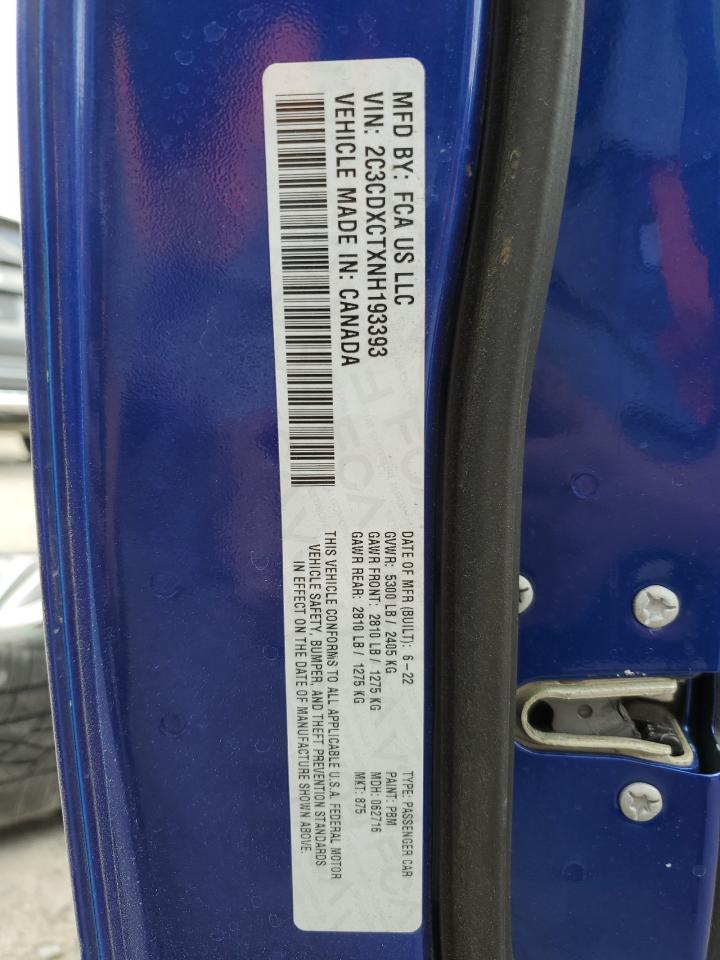 MFD BY: FCA US LLC
VIN: 2C3CDXCTXNH193393
VEHICLE MADE IN: CANADA
DATE OF MFR (BUILT): 6-22
GVWR: 5300 LB / 2405 KG
GAWR FRONT: 2810 LB / 1275 KG
GAWR REAR: 2810 LB / 1275 KG
TYPE: PASSENGER CAR
PAINT: PBM
MDH: 062716
MKT: 875
THIS VEHICLE CONFORMS TO ALL APPLICABLE U.S.A. FEDERAL MOTOR
VEHICLE SAFETY, BUMPER, AND THEFT PREVENTION STANDARDS
IN EFFECT ON THE DATE OF MANUFACTURE SHOWN ABOVE.